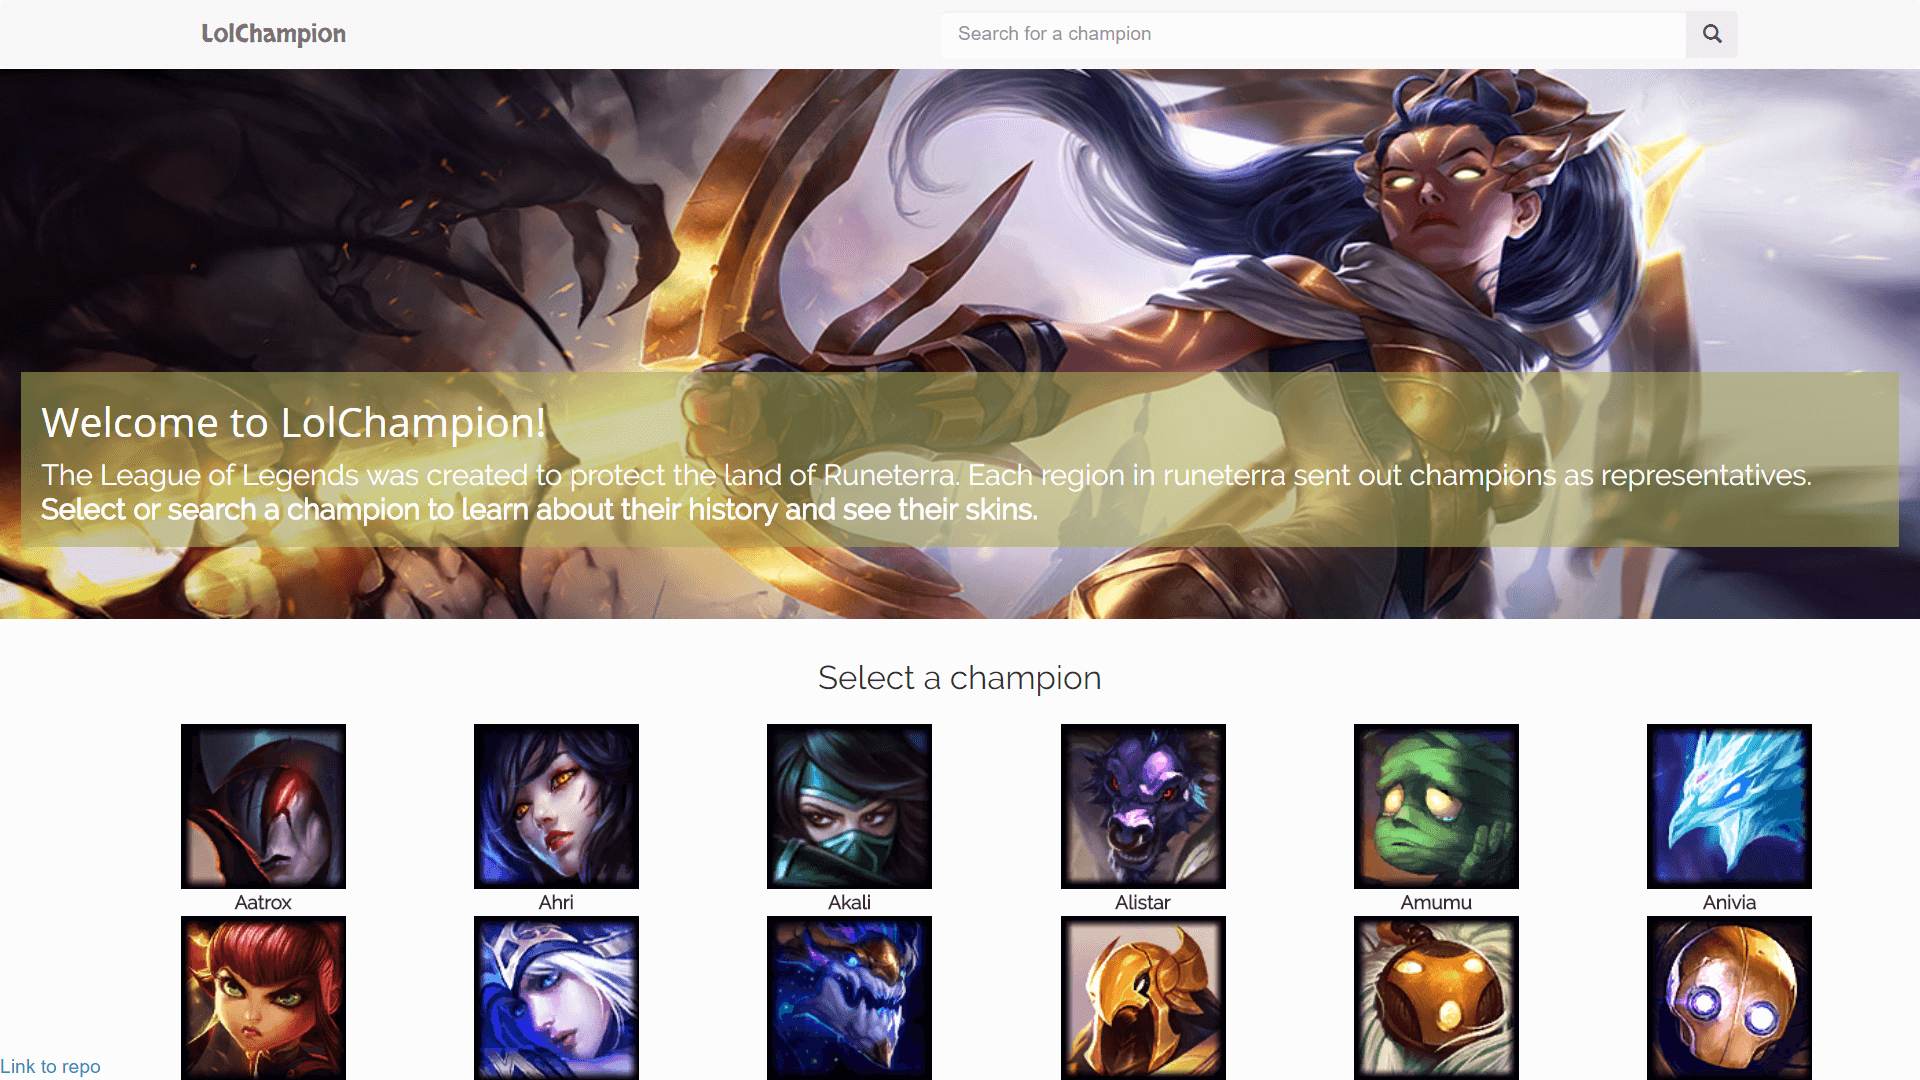 LolChampion
Search for a champion
Welcome to LolChampion!
The League of Legends was created to protect the land of Runeterra. Each region in runeterra sent out champions as representatives.
Select or search a champion to learn about their history and see their skins.
Select a champion
Aatrox
Ahri
Akali
Alistar
Amumu
Anivia
Link to repo